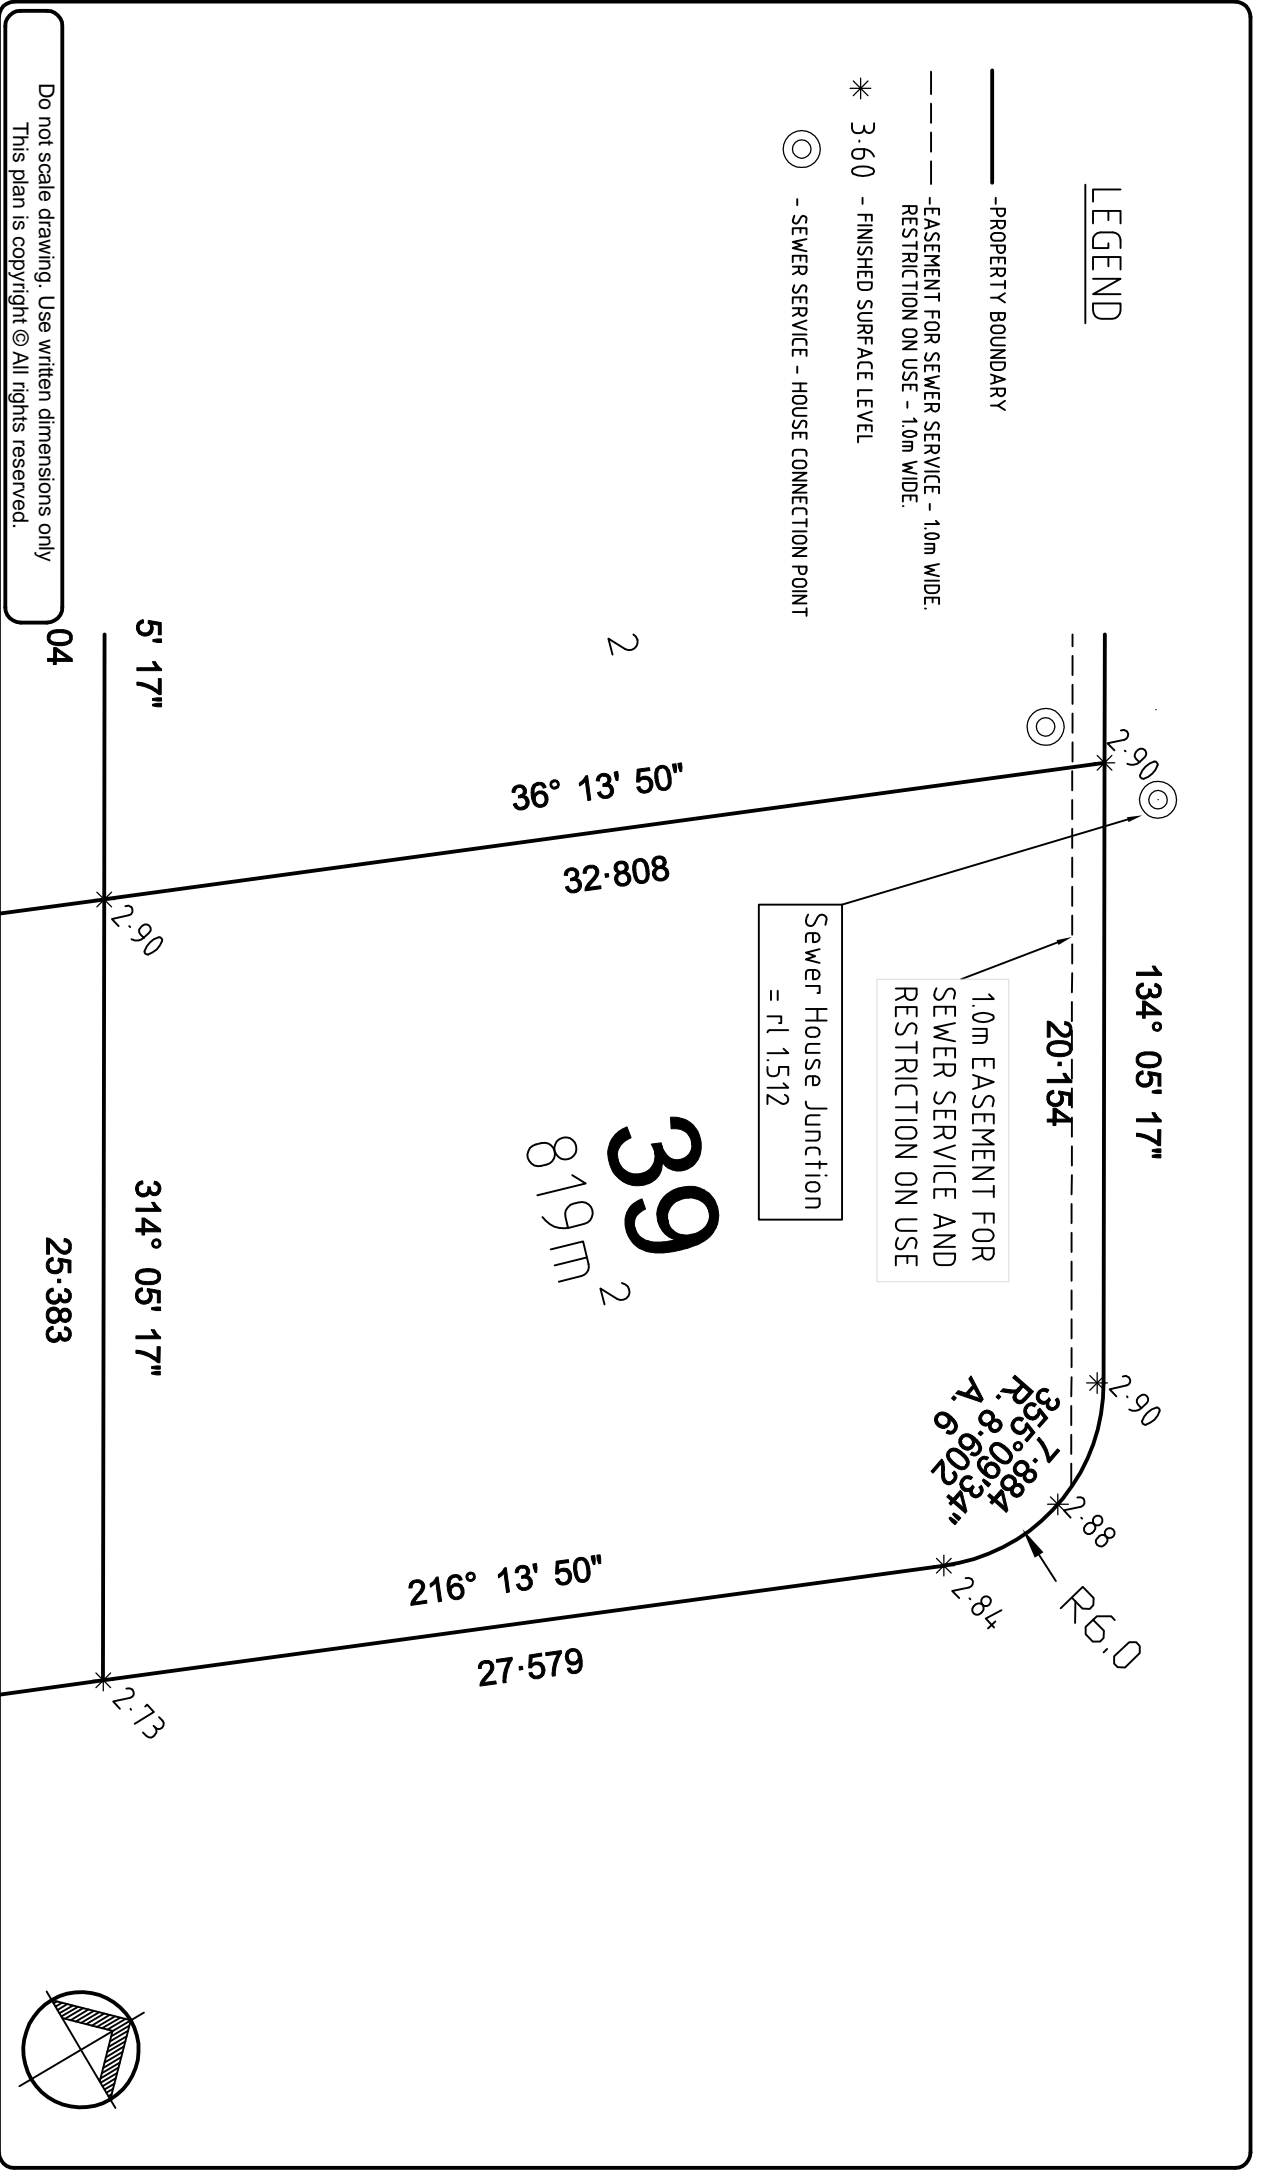 LEGEND
-PROPERTY BOUNDARY
-EASEMENT FOR SEWER SERVICE - 1.0m WIDE.
RESTRICTION ON USE - 1.0m WIDE.
3·60 - FINISHED SURFACE LEVEL
- SEWER SERVICE - HOUSE CONNECTION POINT
Do not scale drawing. Use written dimensions only
This plan is copyright © All rights reserved.
2.90
134° 05' 17"
20·154
2.90
2.88
R6.0
2.84
7·884
R. 6
A. 8·602
1.0m EASEMENT FOR
SEWER SERVICE AND
RESTRICTION ON USE
Sewer House Junction
= rl 1.512
2
36° 13' 50"
32·808
39
819m²
216° 13' 50"
27·579
5' 17"
04
2.90
314° 05' 17"
25·383
2.73